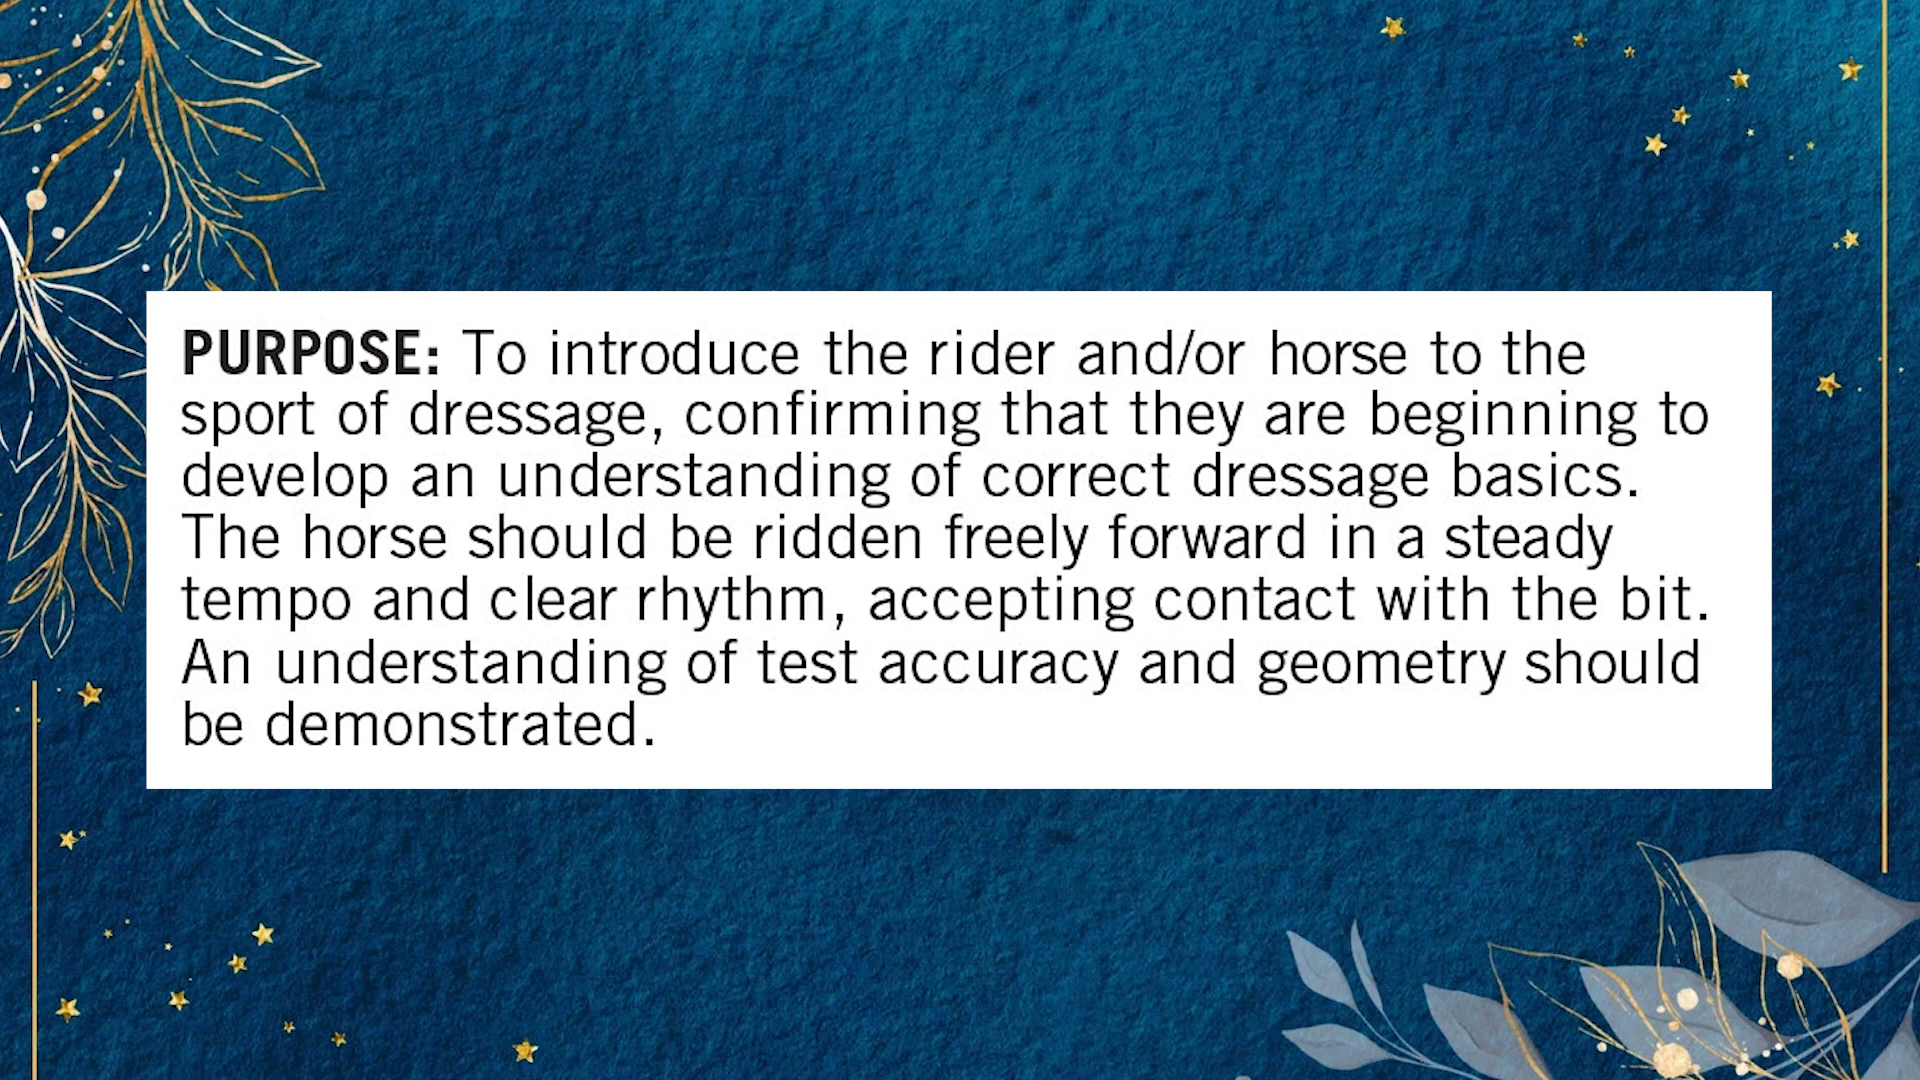 PURPOSE: To introduce the rider and/or horse to the
sport of dressage, confirming that they are beginning to
develop an understanding of correct dressage basics.
The horse should be ridden freely forward in a steady
tempo and clear rhythm, accepting contact with the bit.
An understanding of test accuracy and geometry should
be demonstrated.